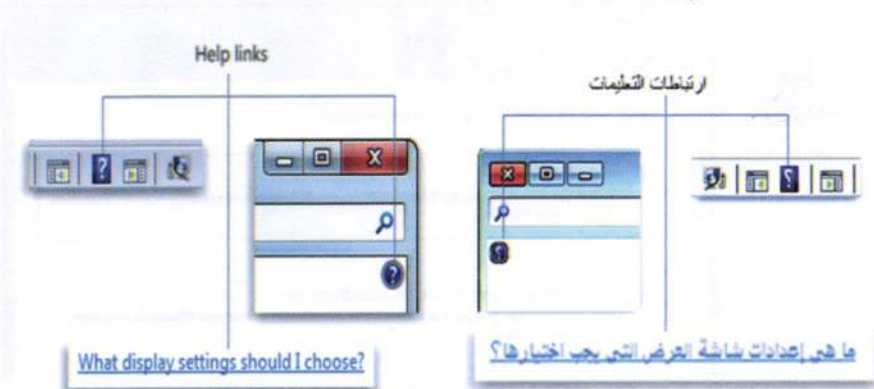 Help links
ارتباطات التعليمات
?
?
؟
؟
X
X
What display settings should I choose?
ما هي إعدادات شاشة العرض التي يجب اختيارها؟